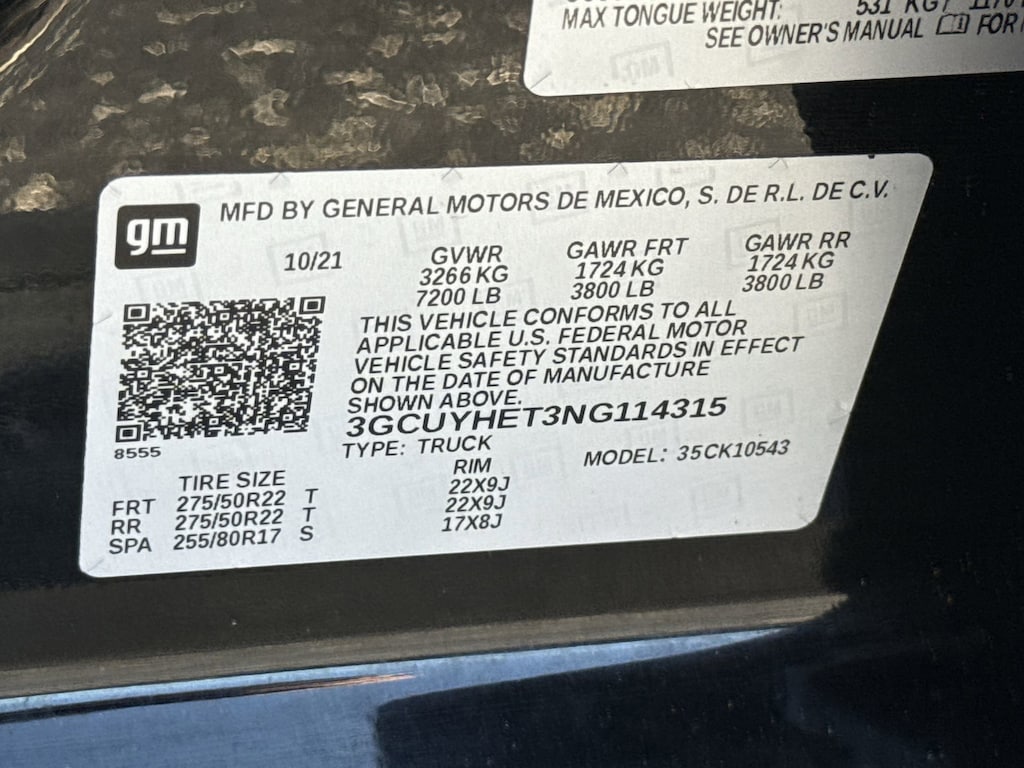 MAX TONGUE WEIGHT: 531 KG
SEE OWNER'S MANUAL FOR
gm
MFD BY GENERAL MOTORS DE MEXICO, S. DE R.L. DE C.V.
10/21 GVWR GAWR FRT GAWR RR
3266 KG 1724 KG 1724 KG
7200 LB 3800 LB 3800 LB
THIS VEHICLE CONFORMS TO ALL
APPLICABLE U.S. FEDERAL MOTOR
VEHICLE SAFETY STANDARDS IN EFFECT
ON THE DATE OF MANUFACTURE
SHOWN ABOVE.
3GCUYHET3NG114315
8555
TYPE: TRUCK MODEL: 35CK10543
TIRE SIZE RIM
FRT 275/50R22 T 22X9J
RR 275/50R22 T 22X9J
SPA 255/80R17 S 17X8J